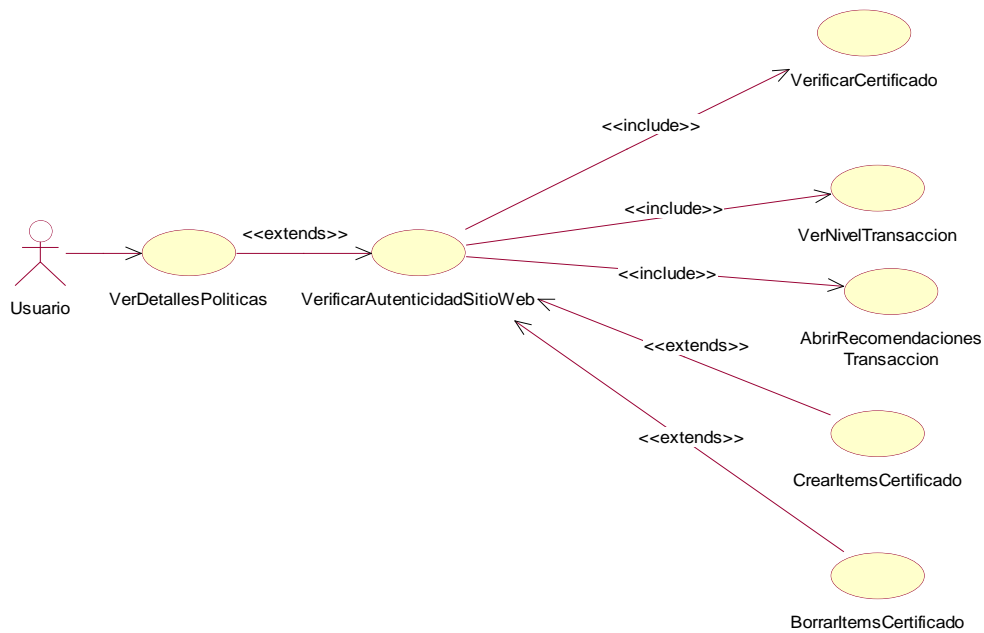 VerificarCertificado
<<include>>
<<include>>
VerNivelTransaccion
<<extends>>
<<include>>
Usuario
VerDetallesPoliticas
VerificarAutenticidadSitioWeb
AbrirRecomendaciones
Transaccion
<<extends>>
<<extends>>
CrearItemsCertificado
BorrarItemsCertificado